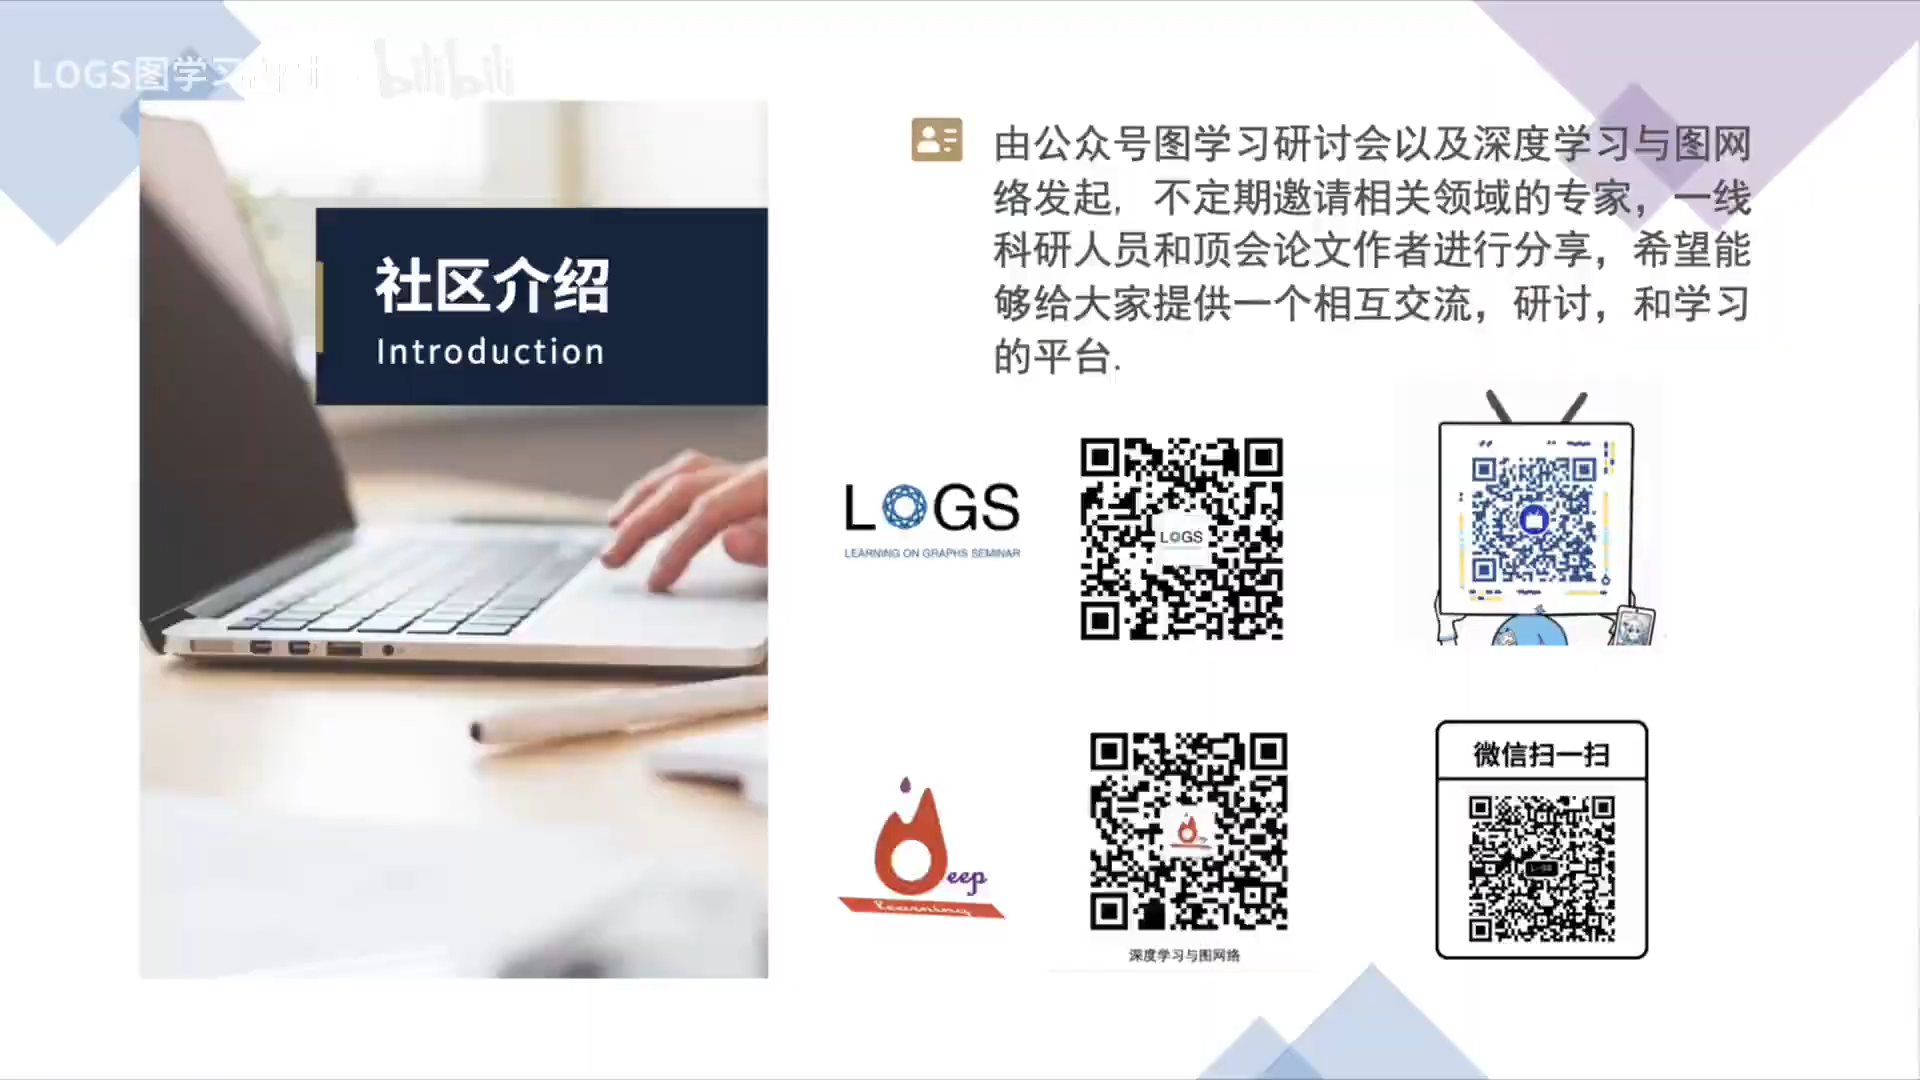 LOGS图学习
bilibili
社区介绍
Introduction
由公众号图学习研讨会以及深度学习与图网
络发起, 不定期邀请相关领域的专家，一线
科研人员和顶会论文作者进行分享，希望能
够给大家提供一个相互交流，研讨，和学习
的平台.
LOGS
LEARNING ON GRAPHS SEMINAR
LOGS
eep
Learning
深度学习与图网络
微信扫一扫